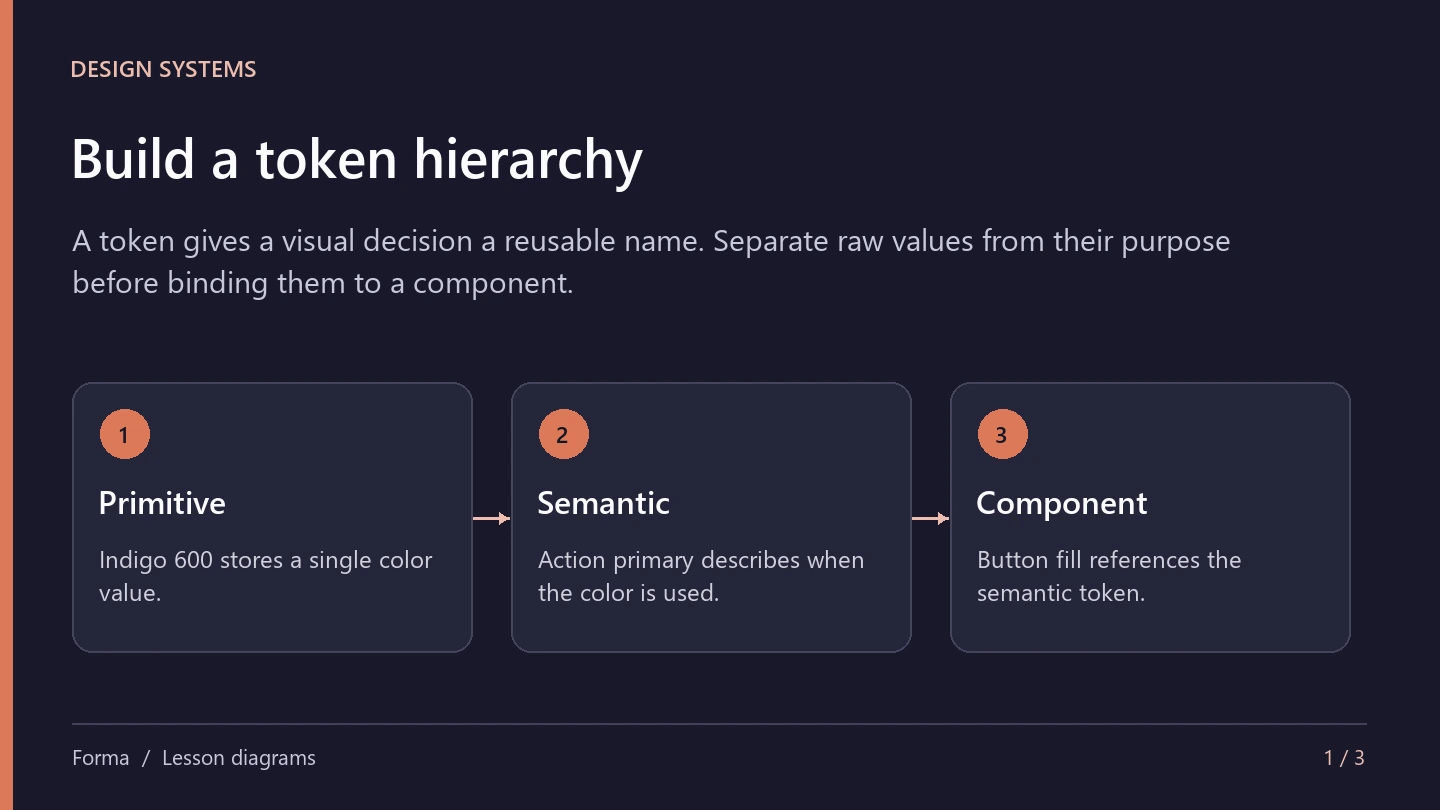 DESIGN SYSTEMS
Build a token hierarchy
A token gives a visual decision a reusable name. Separate raw values from their purpose
before binding them to a component.
1
Primitive
Indigo 600 stores a single color
value.
2
Semantic
Action primary describes when
the color is used.
3
Component
Button fill references the
semantic token.
Forma / Lesson diagrams
1 / 3